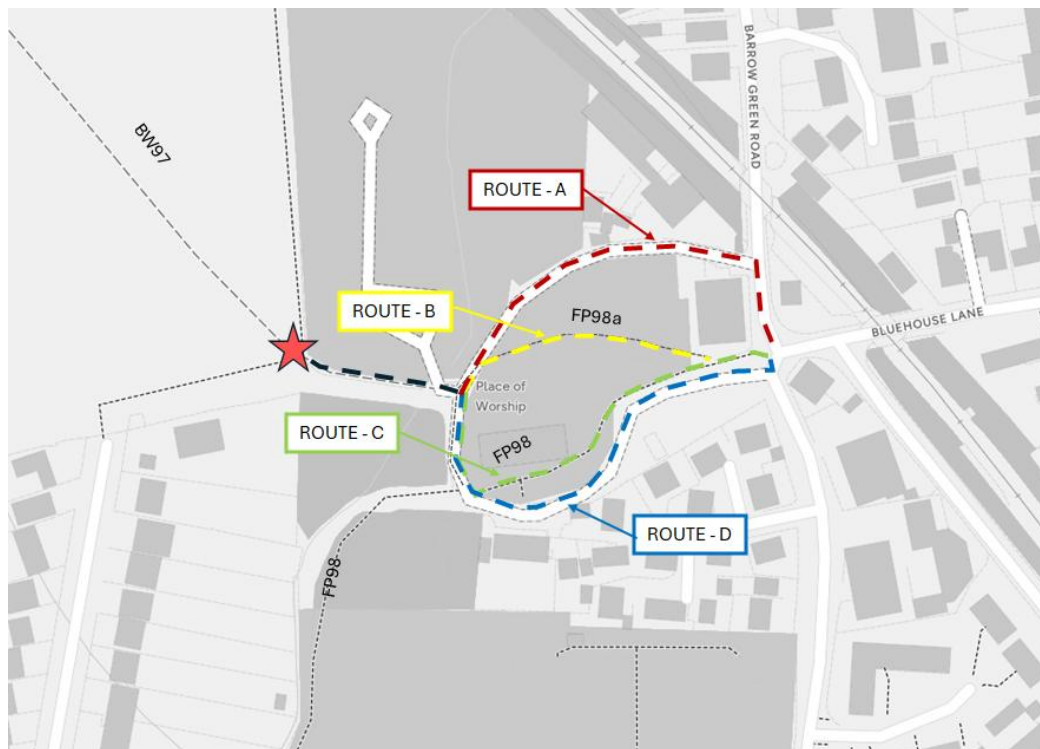 BARROW GREEN ROAD
BW97
ROUTE - A
ROUTE - B
FP98a
BLUEHOUSE LANE
Place of
Worship
ROUTE - C
FP98
ROUTE - D
FP98